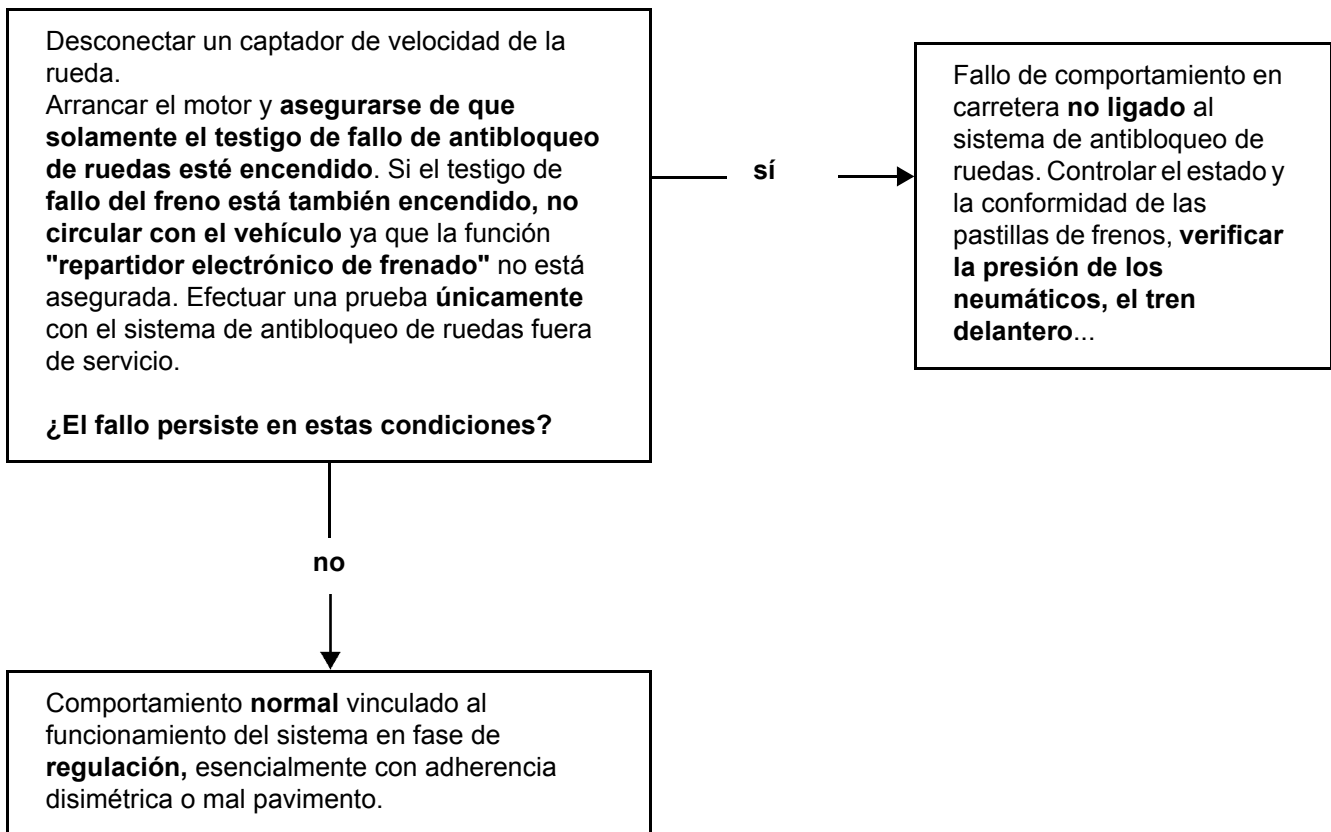 Desconectar un captador de velocidad de la
rueda.
Arrancar el motor y asegurarse de que
solamente el testigo de fallo de antibloqueo
de ruedas esté encendido. Si el testigo de
fallo del freno está también encendido, no
circular con el vehículo ya que la función
"repartidor electrónico de frenado" no está
asegurada. Efectuar una prueba únicamente
con el sistema de antibloqueo de ruedas fuera
de servicio.
¿El fallo persiste en estas condiciones?
sí
Fallo de comportamiento en
carretera no ligado al
sistema de antibloqueo de
ruedas. Controlar el estado y
la conformidad de las
pastillas de frenos, verificar
la presión de los
neumáticos, el tren
delantero...
no
Comportamiento normal vinculado al
funcionamiento del sistema en fase de
regulación, esencialmente con adherencia
disimétrica o mal pavimento.